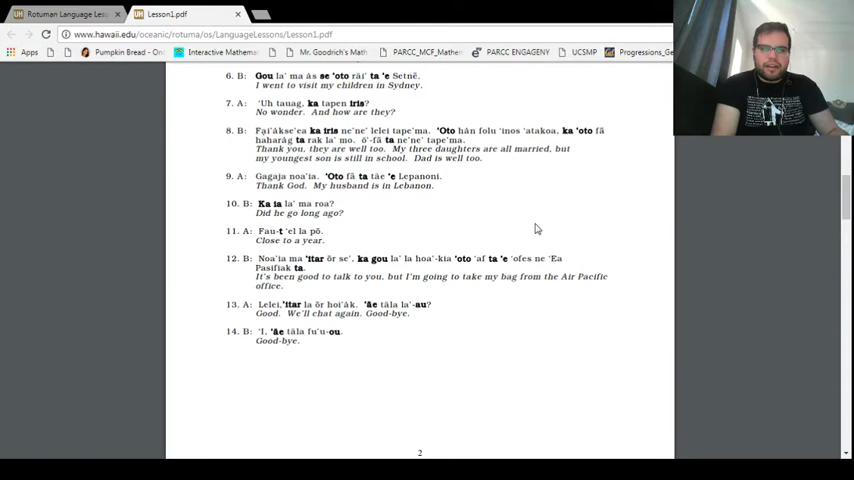 Rotuman Language Less
Lesson1.pdf
www.hawaii.edu/oceanic/rotuma/os/LanguageLessons/Lesson1.pdf
Apps
Pumpkin Bread - On
Interactive Mathema
Mr. Goodrich's Math
PARCC_MCF_Mathem
PARCC ENGAGENY
UCSMP
Progressions_Ge
6. B: Gou la' ma ȧs se 'oto räi' ta 'e Setnē.
I went to visit my children in Sydney.
7. A: 'Uh tauag, ka tapen iris?
No wonder. And how are they?
8. B: Fại'ȧkse'ea ka iris ne'ne' lelei tape'ma. 'Oto hȧn folu 'inos 'atakoa, ka 'oto fā
haharȧg ta rak la' mo. ö'-fā ta ne'ne' tape'ma.
Thank you, they are well too. My three daughters are all married, but
my youngest son is still in school. Dad is well too.
9. A: Gagaja noa'ia. 'Oto fā ta täe 'e Lepanoni.
Thank God. My husband is in Lebanon.
10. B: Ka ia la' ma roa?
Did he go long ago?
11. A: Fau-t 'el la pō.
Close to a year.
12. B: Noa'ia ma 'itar ōr se', ka gou la' la hoa'-kia 'oto 'af ta 'e 'ofes ne 'Ea
Pasifiak ta.
It's been good to talk to you, but I'm going to take my bag from the Air Pacific
office.
13. A: Lelei,'itar la ōr hoi'ȧk. 'ӓe täla la'-au?
Good. We'll chat again. Good-bye.
14. B: 'I, 'äe täla fu'u-ou.
Good-bye.
2